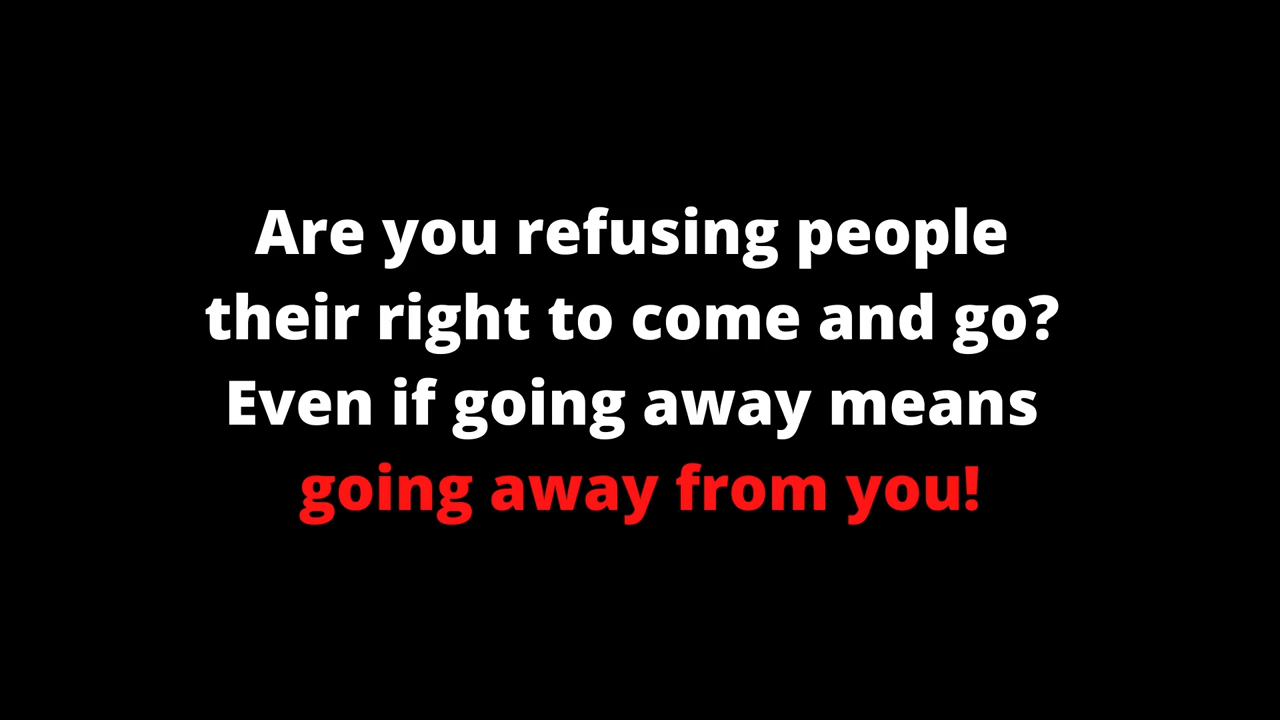 Are you refusing people
their right to come and go?
Even if going away means
going away from you!